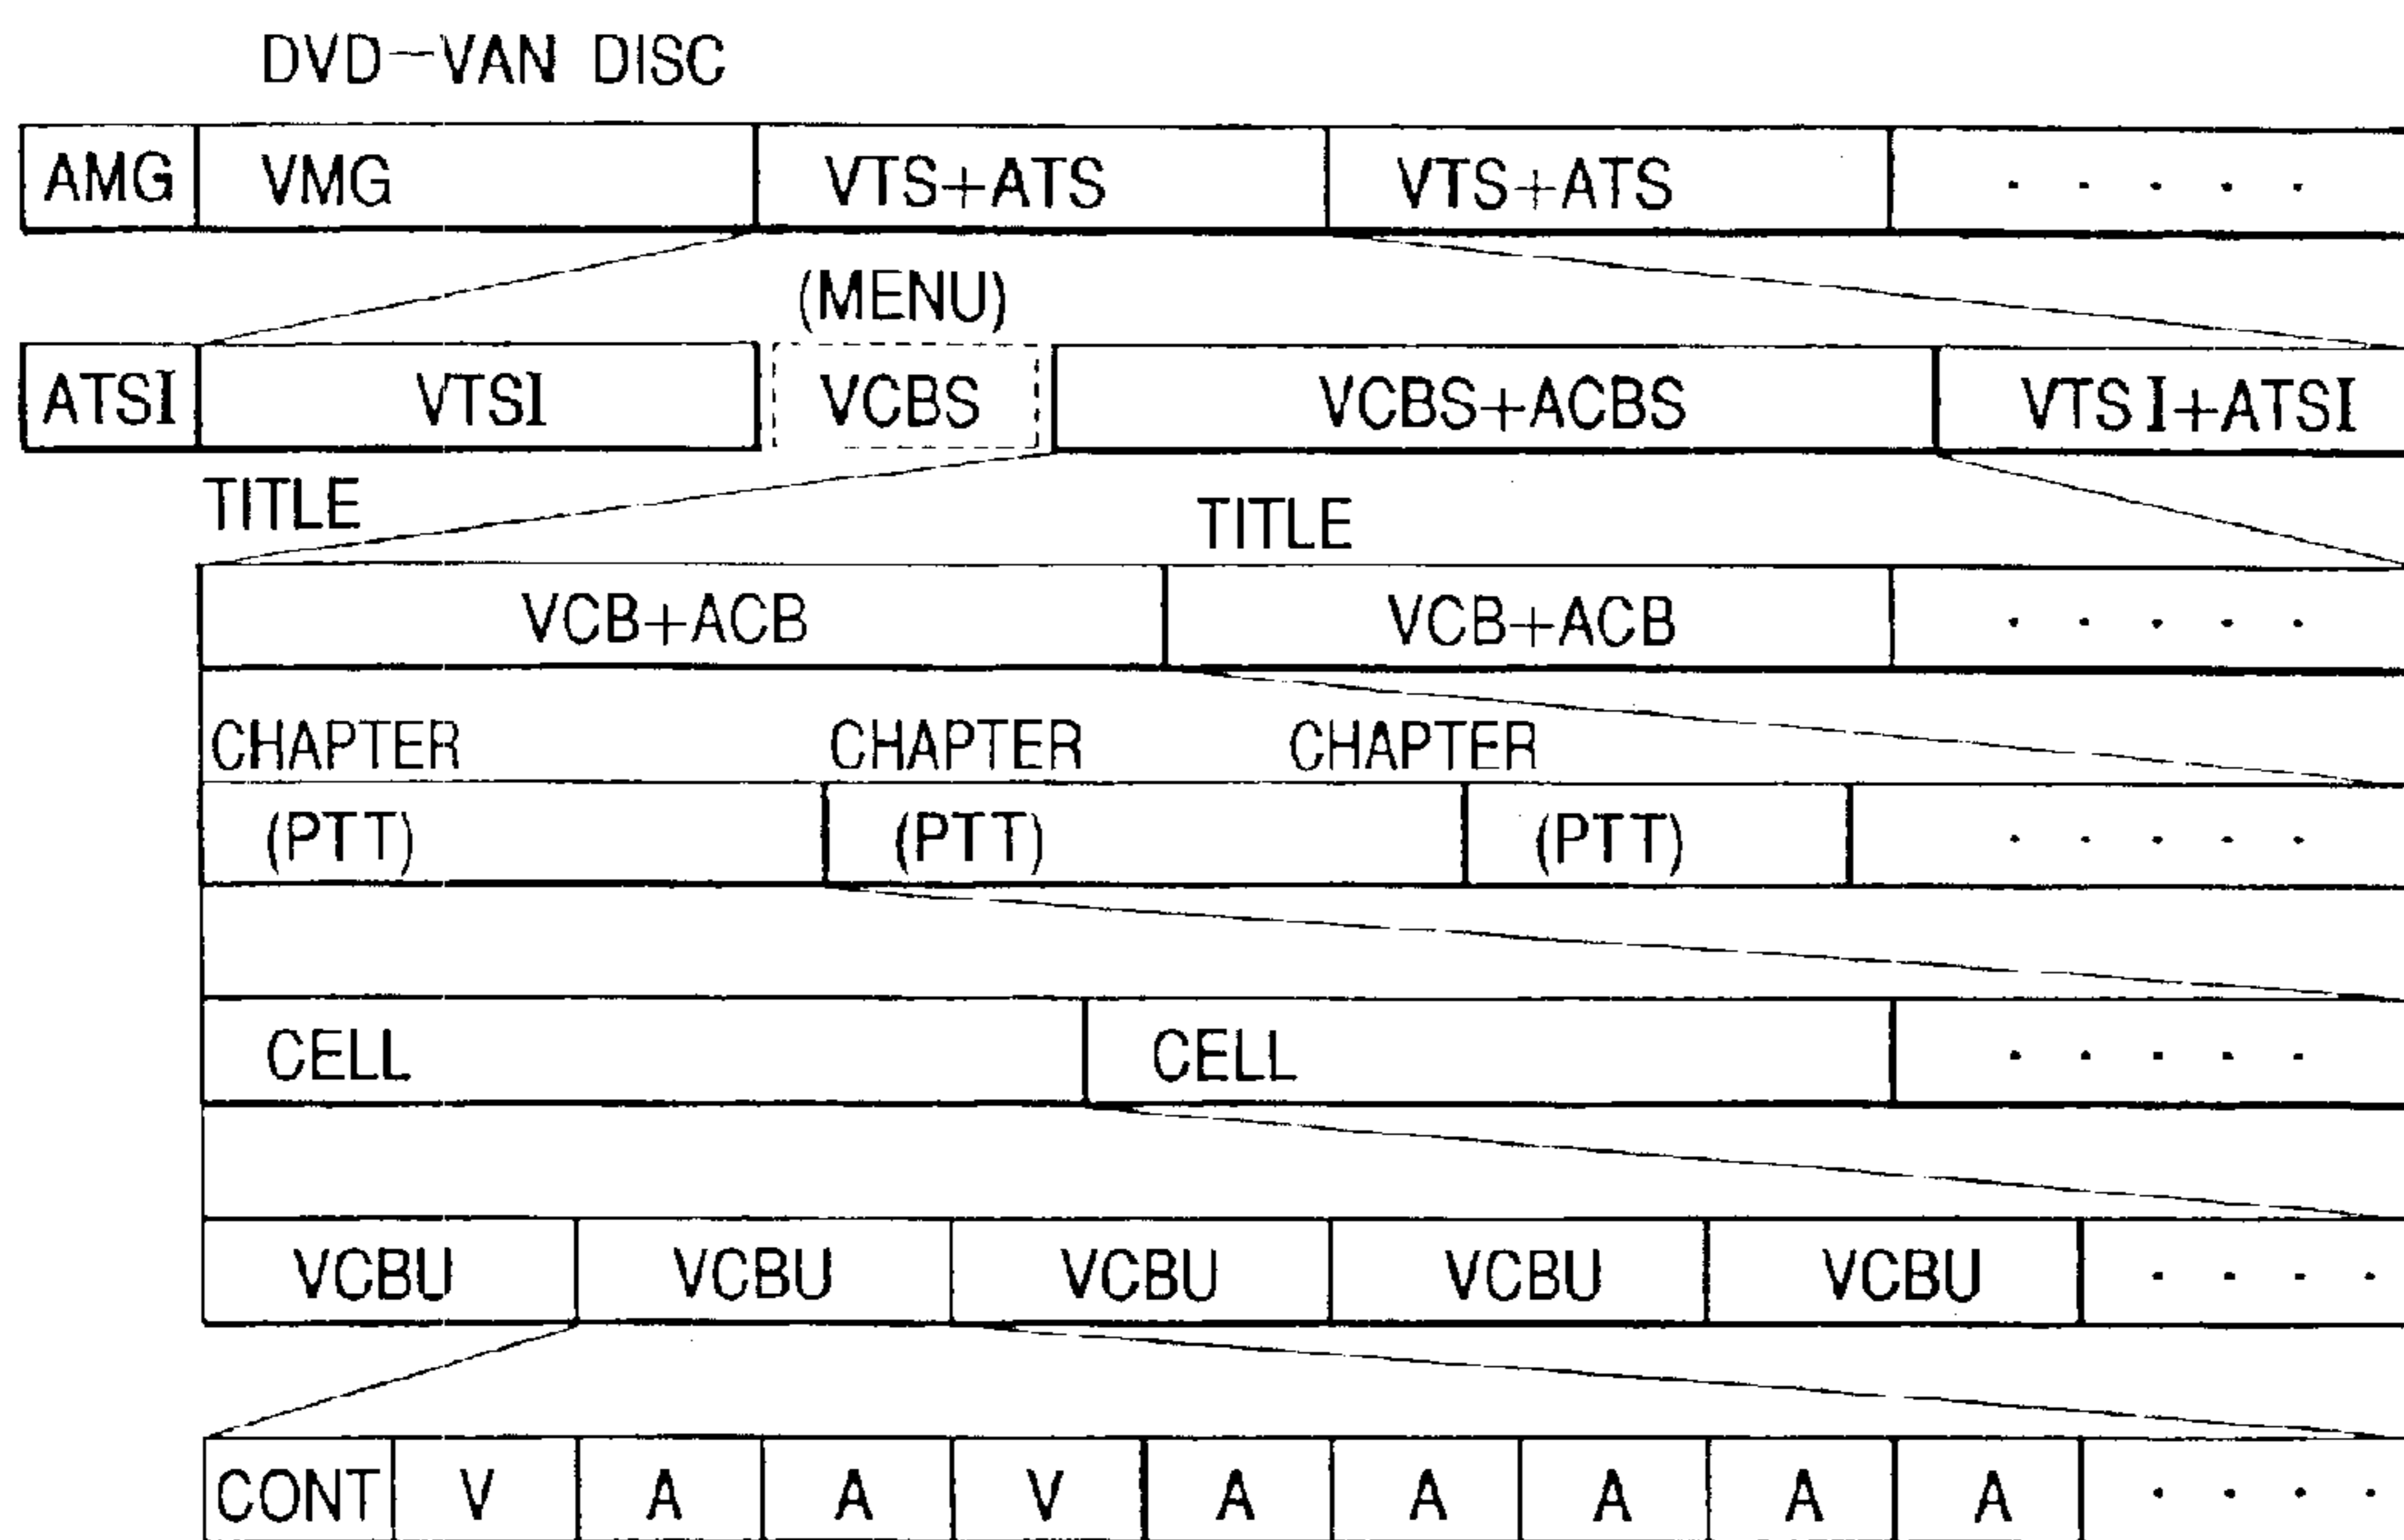 DVD-VAN DISC
AMG VMG VTS+ATS VTS+ATS . . . . .
(MENU)
ATSI VTSI VCBS VCBS+ACBS VTSI+ATSI
TITLE TITLE
VCB+ACB VCB+ACB . . . . .
CHAPTER CHAPTER CHAPTER
(PTT) (PTT) (PTT) . . . . .
CELL CELL . . . . .
VCBU VCBU VCBU VCBU VCBU . . . .
CONT V A A V A A A A A . . . .